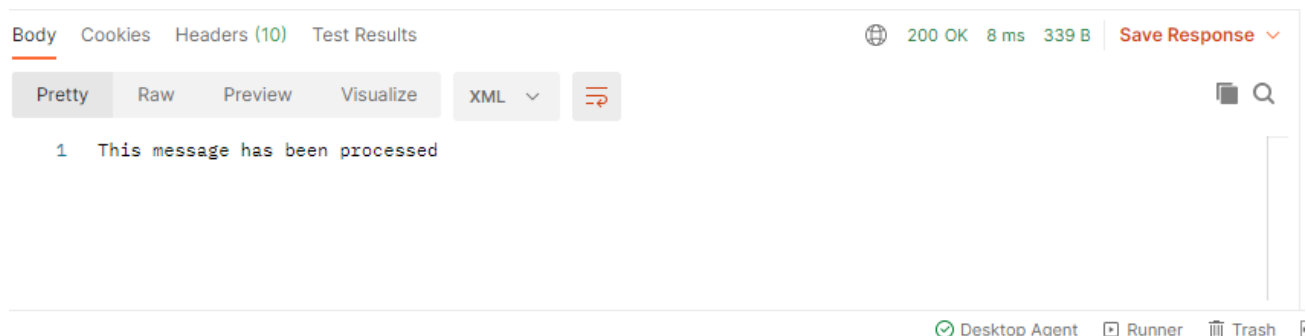 Body Cookies Headers (10) Test Results 200 OK 8 ms 339 B Save Response
Pretty Raw Preview Visualize XML
1 This message has been processed
Desktop Agent Runner Trash